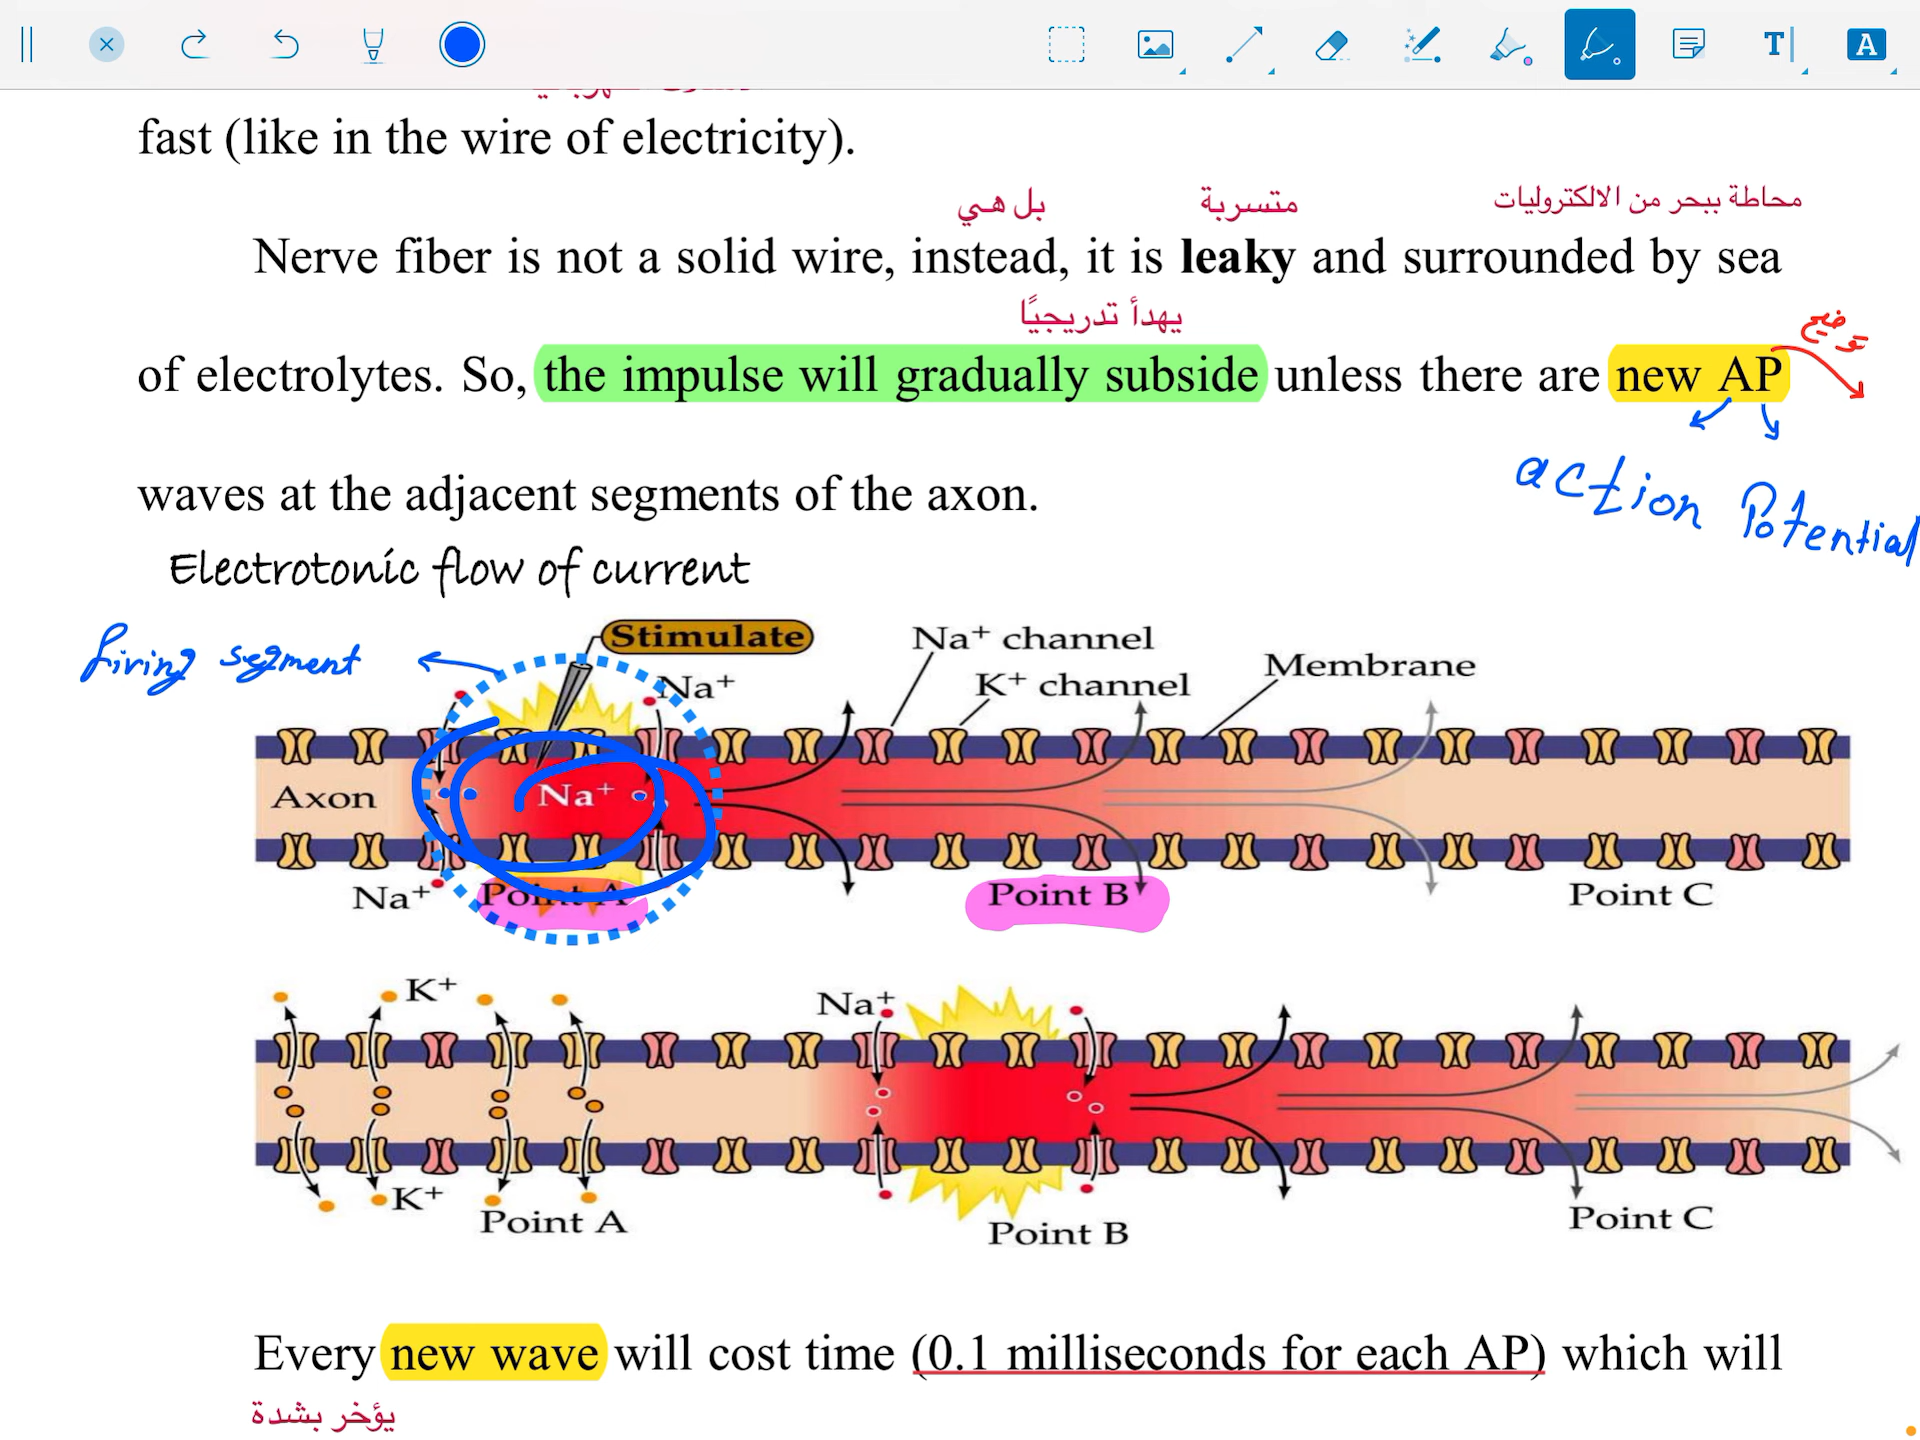 fast (like in the wire of electricity).
بل هي متسربة محاطة ببحر من الالكتروليات
Nerve fiber is not a solid wire, instead, it is leaky and surrounded by sea
يهدأ تدريجيًا
توضيح
of electrolytes. So, the impulse will gradually subside unless there are new AP
action Potential
waves at the adjacent segments of the axon.
Electrotonic flow of current
firing segment
Stimulate
Na+ channel
Na+
K+ channel
Membrane
Axon
Na+
Na+
Point A
Point B
Point C
K+
Na+
K+
Point A
Point B
Point C
Every new wave will cost time (0.1 milliseconds for each AP) which will
يؤخر بشدة